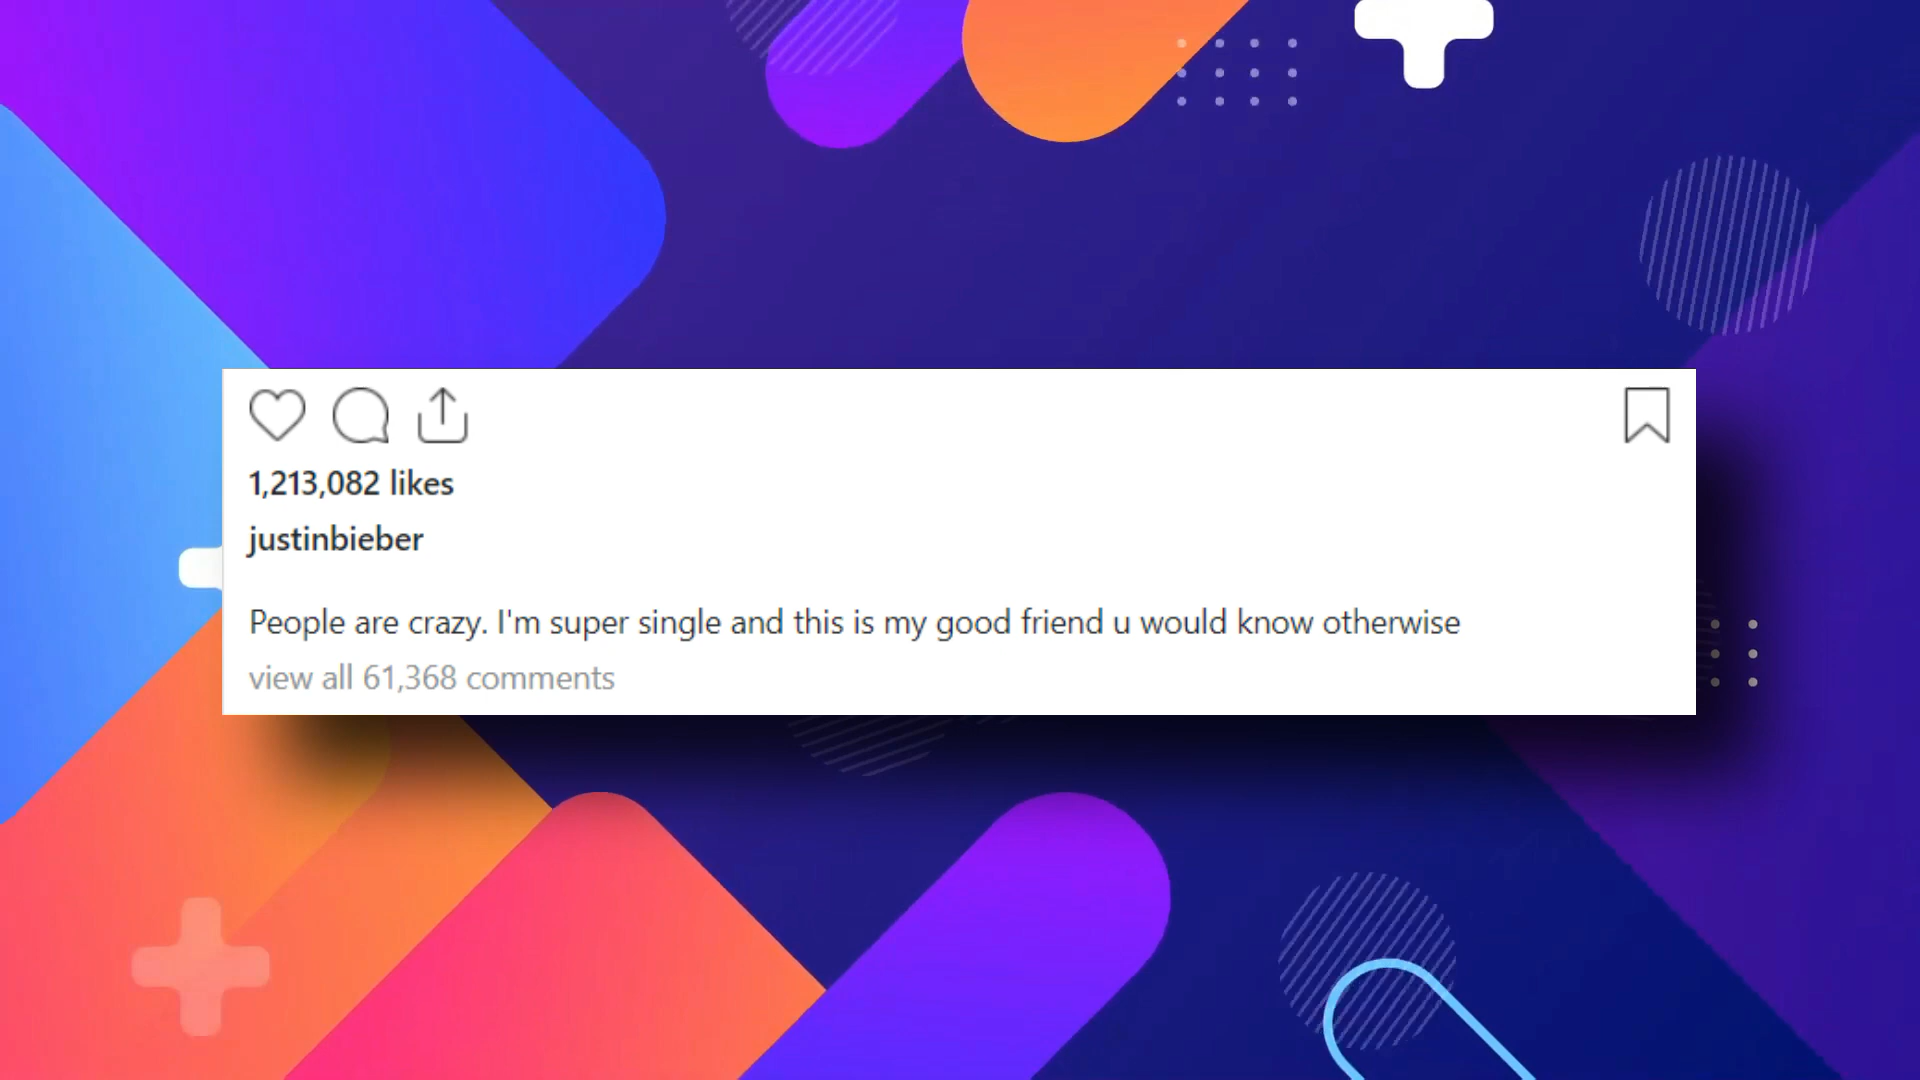 1,213,082 likes
justinbieber
People are crazy. I'm super single and this is my good friend u would know otherwise
view all 61,368 comments